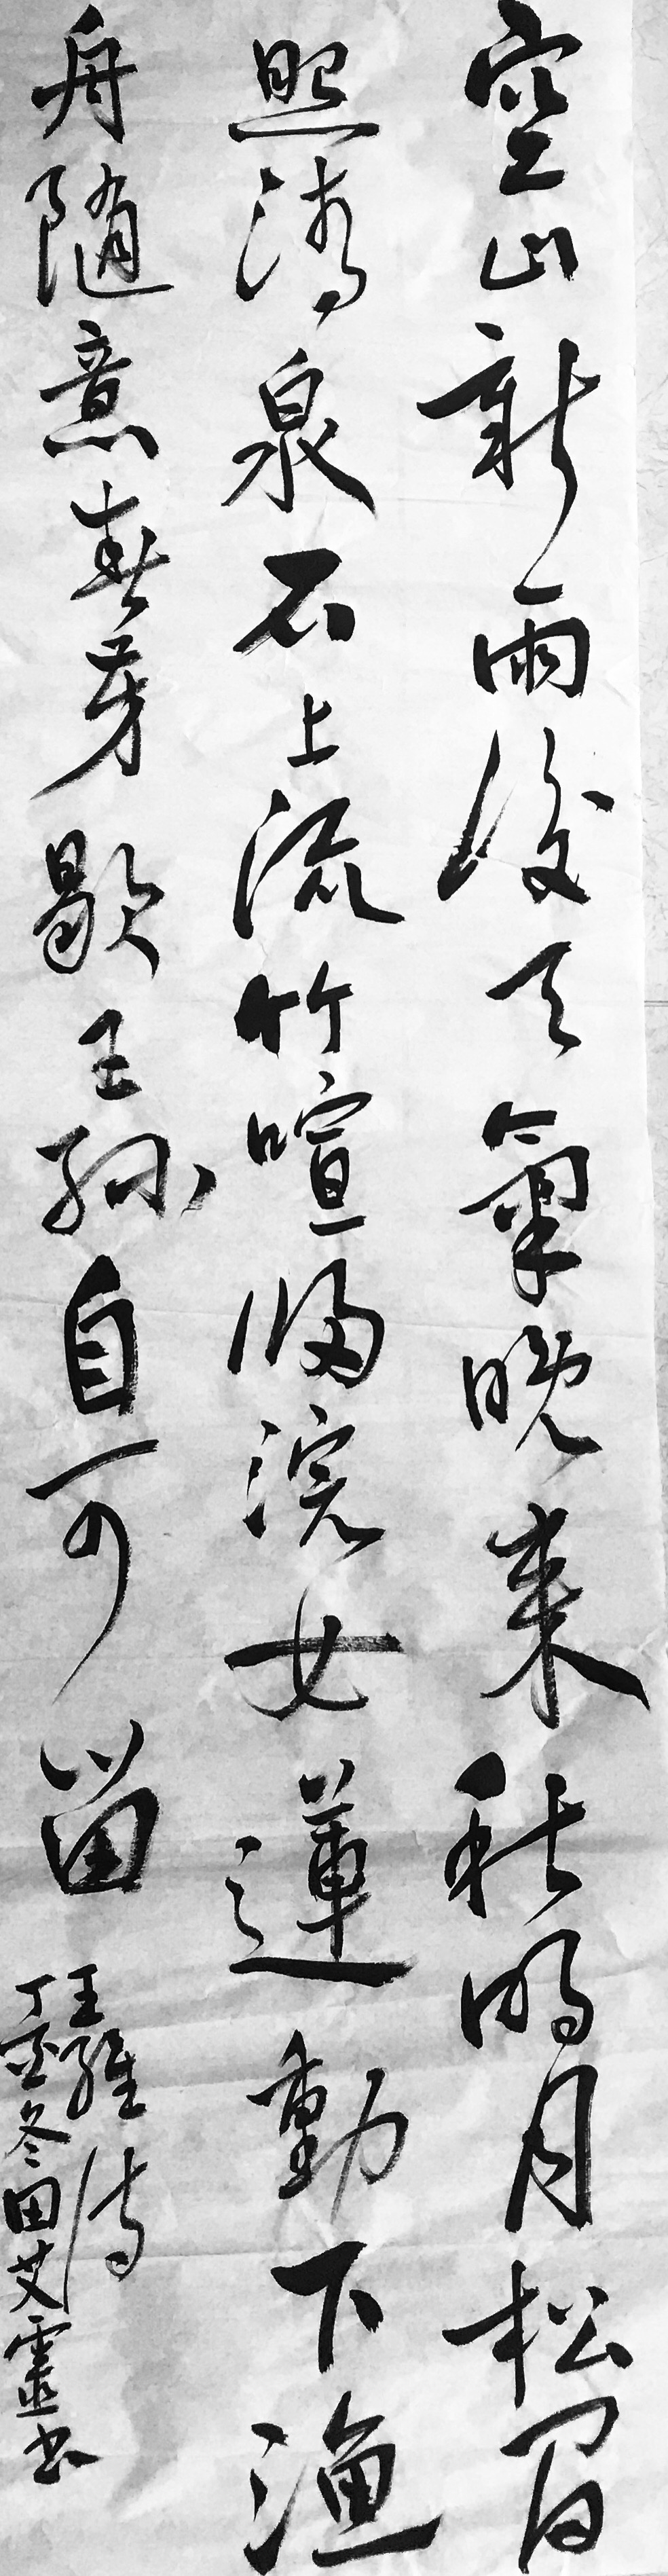 空山新雨後天氣晚来秋明月松間
照清泉石上流竹喧歸浣女蓮動下漁
舟隨意春芳歇王孫自可留
王維詩
丁酉冬田艾靈书